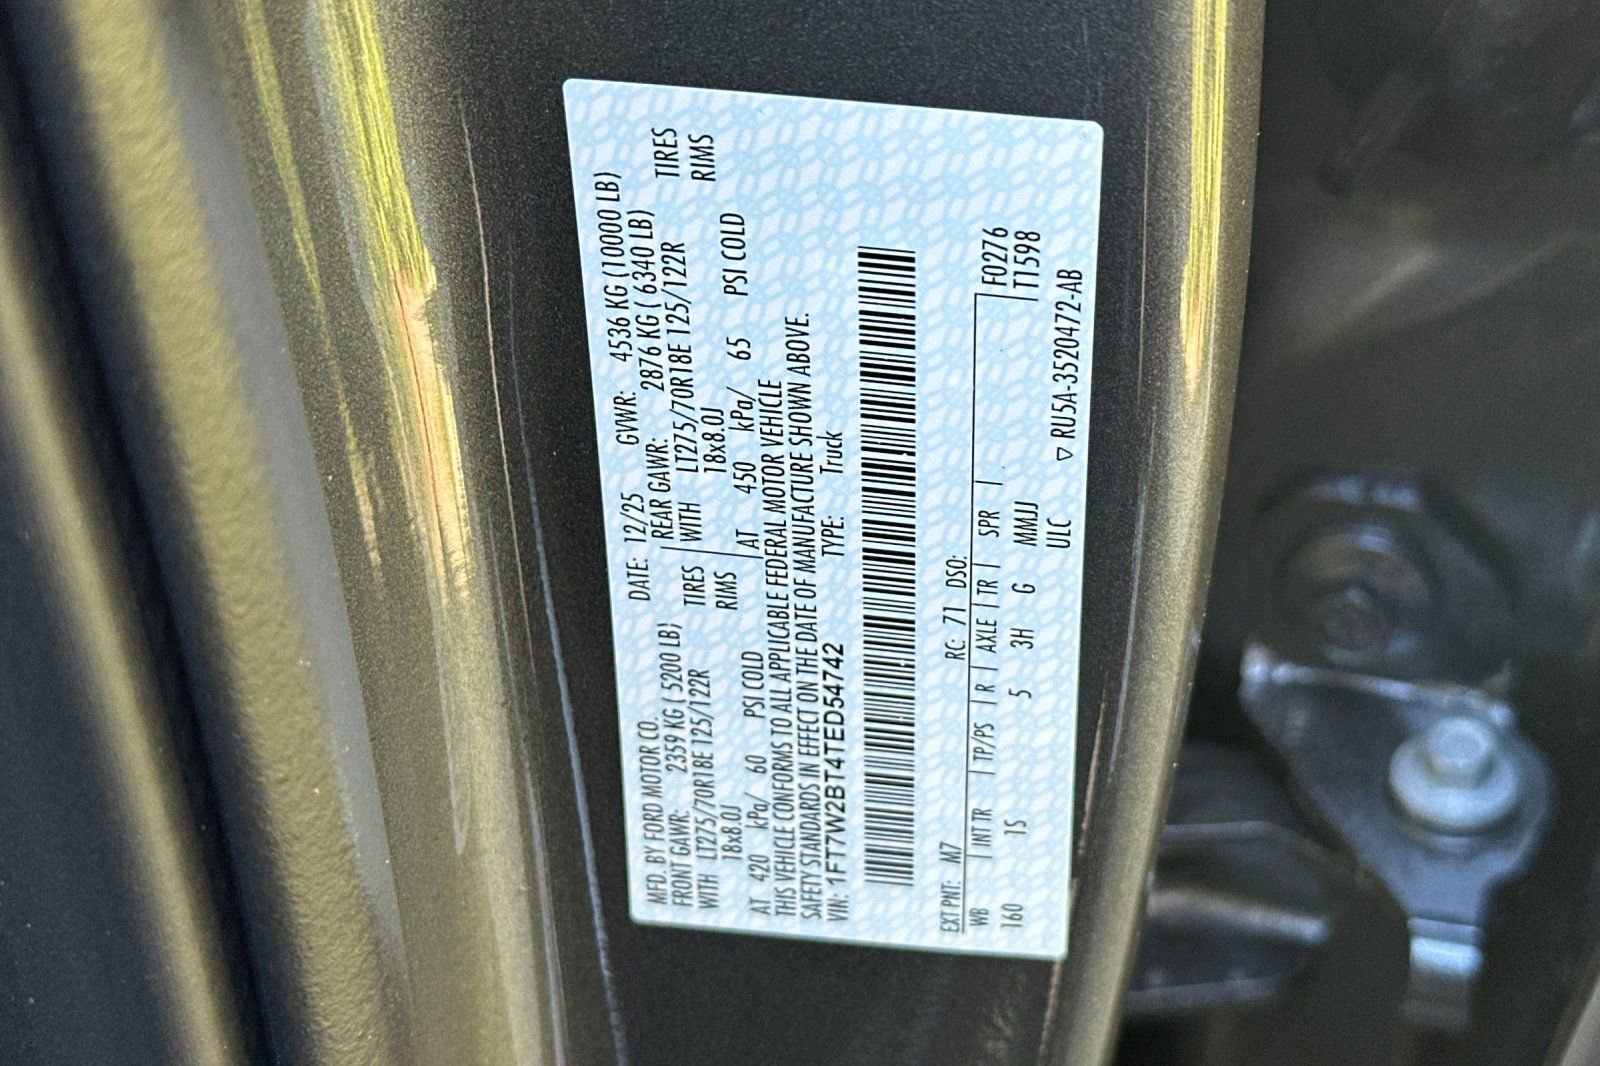 MFD. BY FORD MOTOR CO. DATE: 12/25 GVWR: 4536 KG (10000 LB)
FRONT GAWR: 2359 KG ( 5200 LB) REAR GAWR: 2876 KG ( 6340 LB)
WITH LT275/70R18E 125/122R TIRES WITH LT275/70R18E 125/122R TIRES
18x8.0J RIMS 18x8.0J RIMS
AT 420 kPa/ 60 PSI COLD AT 450 kPa/ 65 PSI COLD
THIS VEHICLE CONFORMS TO ALL APPLICABLE FEDERAL MOTOR VEHICLE
SAFETY STANDARDS IN EFFECT ON THE DATE OF MANUFACTURE SHOWN ABOVE.
VIN: 1FT7W2BT4TED54742 TYPE: Truck
EXT PNT: M7 RC: 71 DSO:
WB INT TR TP/PS R AXLE TR SPR F0276
160 1S 5 3H G MMJJ T1598
ULC ▽ RU5A-3520472-AB